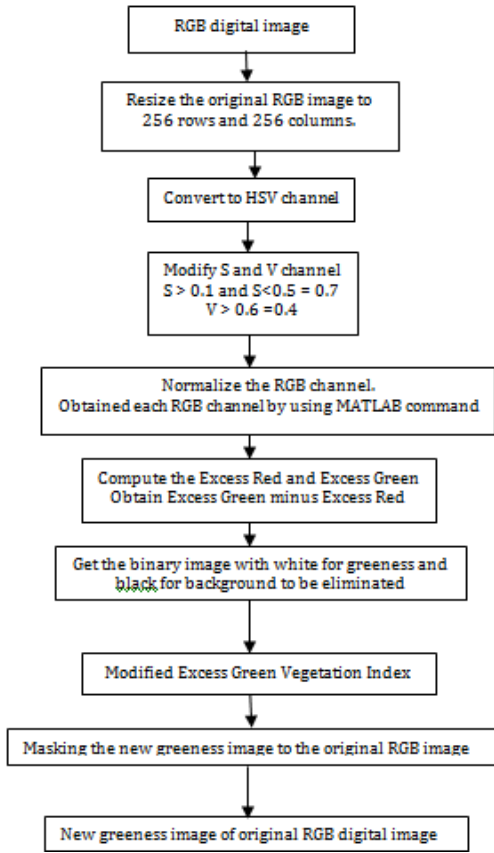 RGB digital image
Resize the original RGB image to
256 rows and 256 columns.
Convert to HSV channel
Modify S and V channel
S > 0.1 and S<0.5 = 0.7
V > 0.6 =0.4
Normalize the RGB channel.
Obtained each RGB channel by using MATLAB command
Compute the Excess Red and Excess Green
Obtain Excess Green minus Excess Red
Get the binary image with white for greeness and
black for background to be eliminated
Modified Excess Green Vegetation Index
Masking the new greeness image to the original RGB image
New greeness image of original RGB digital image